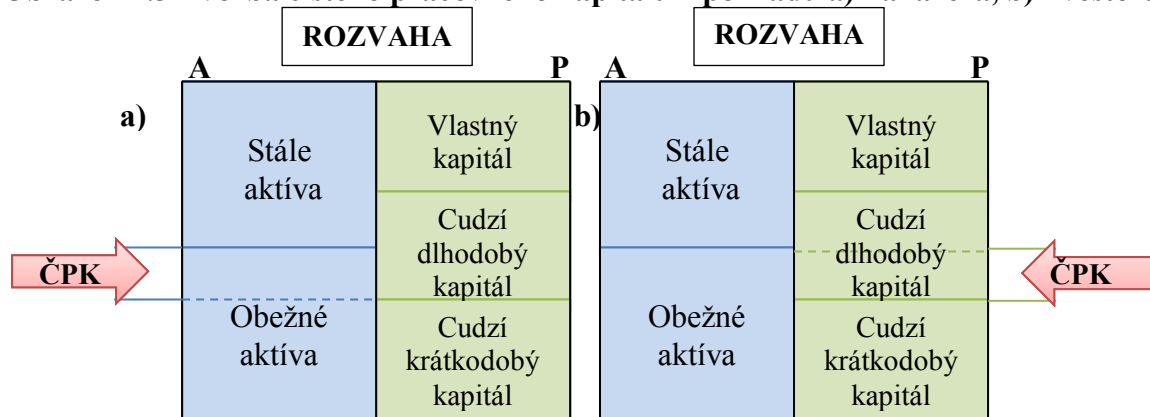 ROZVAHA
A
P
a)
Stále
aktíva
Obežné
aktíva
Vlastný
kapitál
Cudzí
dlhodobý
kapitál
Cudzí
krátkodobý
kapitál
ČPK
ROZVAHA
A
P
b)
Stále
aktíva
Obežné
aktíva
Vlastný
kapitál
Cudzí
dlhodobý
kapitál
Cudzí
krátkodobý
kapitál
ČPK